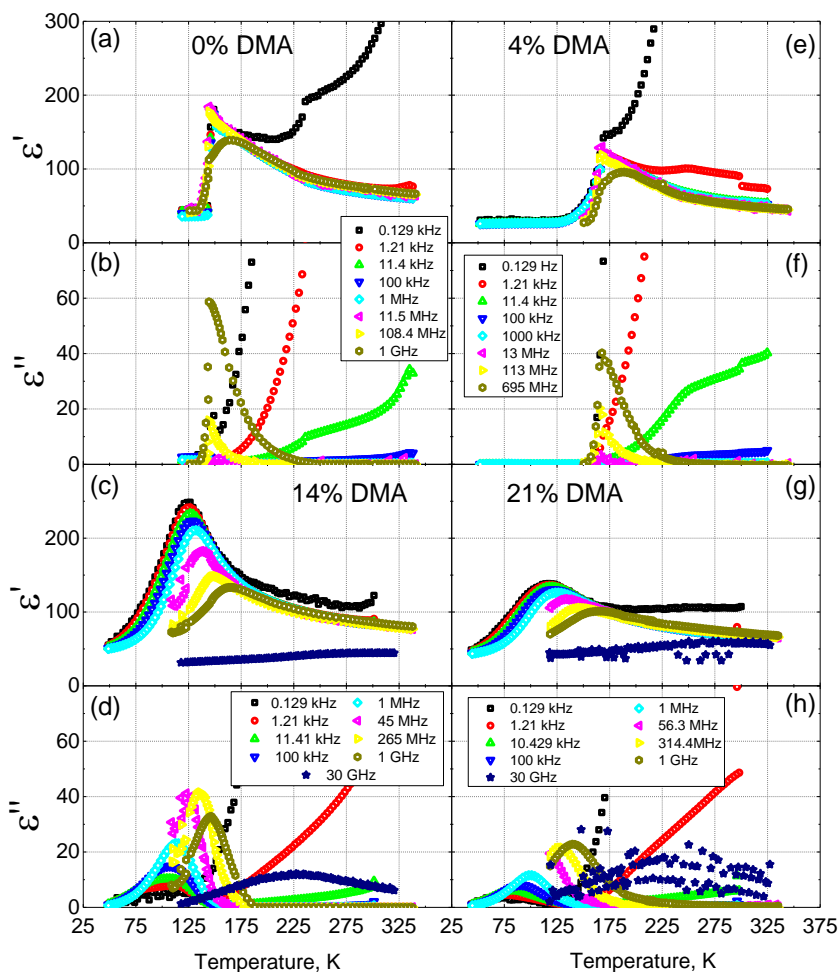 (a) 0% DMA
4% DMA (e)
300
200
100
0
ε'
ε'
(b)
(f)
0.129 kHz
1.21 kHz
11.4 kHz
100 kHz
1 MHz
11.5 MHz
108.4 MHz
1 GHz
0.129 Hz
1.21 kHz
11.4 kHz
100 kHz
1000 kHz
13 MHz
113 MHz
695 MHz
60
40
20
0
ε"
ε"
(c) 14% DMA
21% DMA (g)
200
100
0
ε'
ε'
(d)
(h)
0.129 kHz 1 MHz
1.21 kHz 45 MHz
11.41 kHz 265 MHz
100 kHz 1 GHz
30 GHz
0.129 kHz 1 MHz
1.21 kHz 56.3 MHz
10.429 kHz 314.4MHz
100 kHz 1 GHz
30 GHz
60
40
20
0
ε"
ε"
25 75 125 175 225 275 325 25 75 125 175 225 275 325 375
Temperature, K
Temperature, K